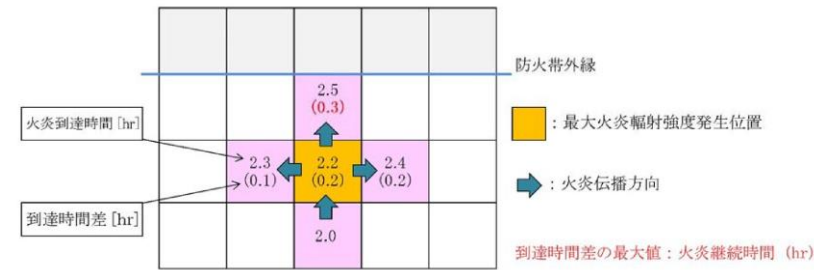 防火帯外縁
2.5
(0.3)
火炎到達時間[hr]
：最大火炎輻射強度発生位置
2.3 2.2 2.4
(0.1) (0.2) (0.2)
：火炎伝播方向
到達時間差[hr]
2.0
到達時間差の最大値：火炎継続時間 (hr)